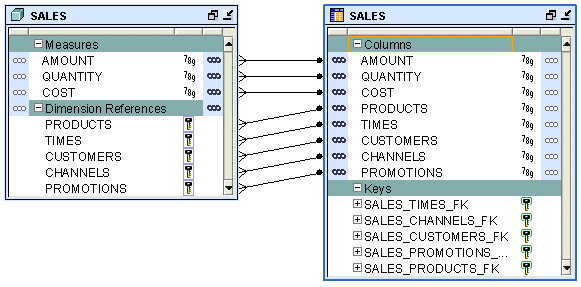 SALES
Measures
AMOUNT 789
QUANTITY 789
COST 789
Dimension References
PRODUCTS
TIMES
CUSTOMERS
CHANNELS
PROMOTIONS
SALES
Columns
AMOUNT 789
QUANTITY 789
COST 789
PRODUCTS 789
TIMES 789
CUSTOMERS 789
CHANNELS 789
PROMOTIONS 789
Keys
SALES_TIMES_FK
SALES_CHANNELS_FK
SALES_CUSTOMERS_FK
SALES_PROMOTIONS_...
SALES_PRODUCTS_FK